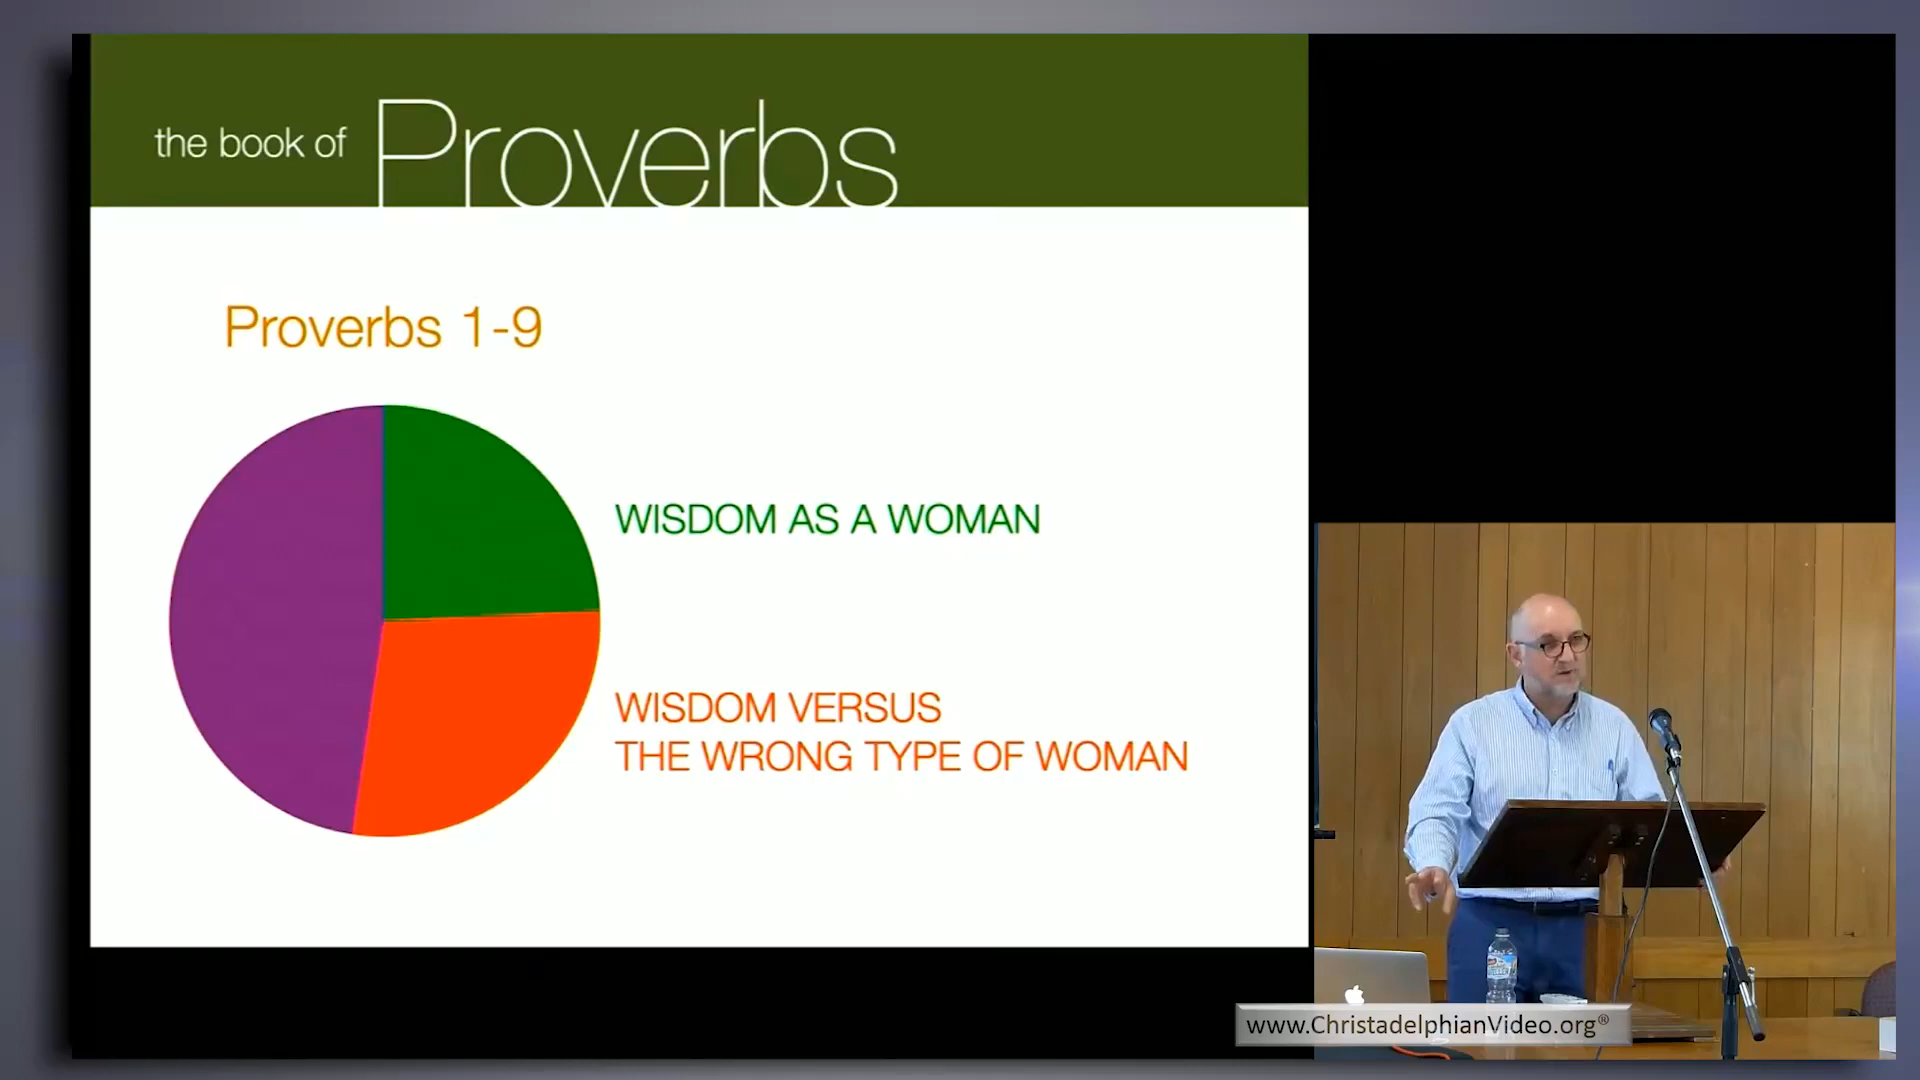 the book of Proverbs
Proverbs 1-9
WISDOM AS A WOMAN
WISDOM VERSUS
THE WRONG TYPE OF WOMAN
www.ChristadelphianVideo.org®